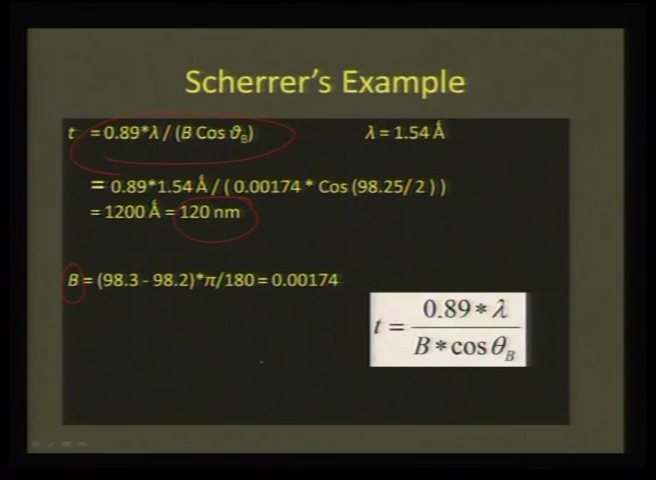 Scherrer's Example
t = 0.89*λ / (B Cos ϑB) λ = 1.54 Å
= 0.89*1.54 Å / ( 0.00174 * Cos (98.25/ 2 ) )
= 1200 Å = 120 nm
B = (98.3 - 98.2)*π/180 = 0.00174
t = 0.89 * λ / B * cos θB